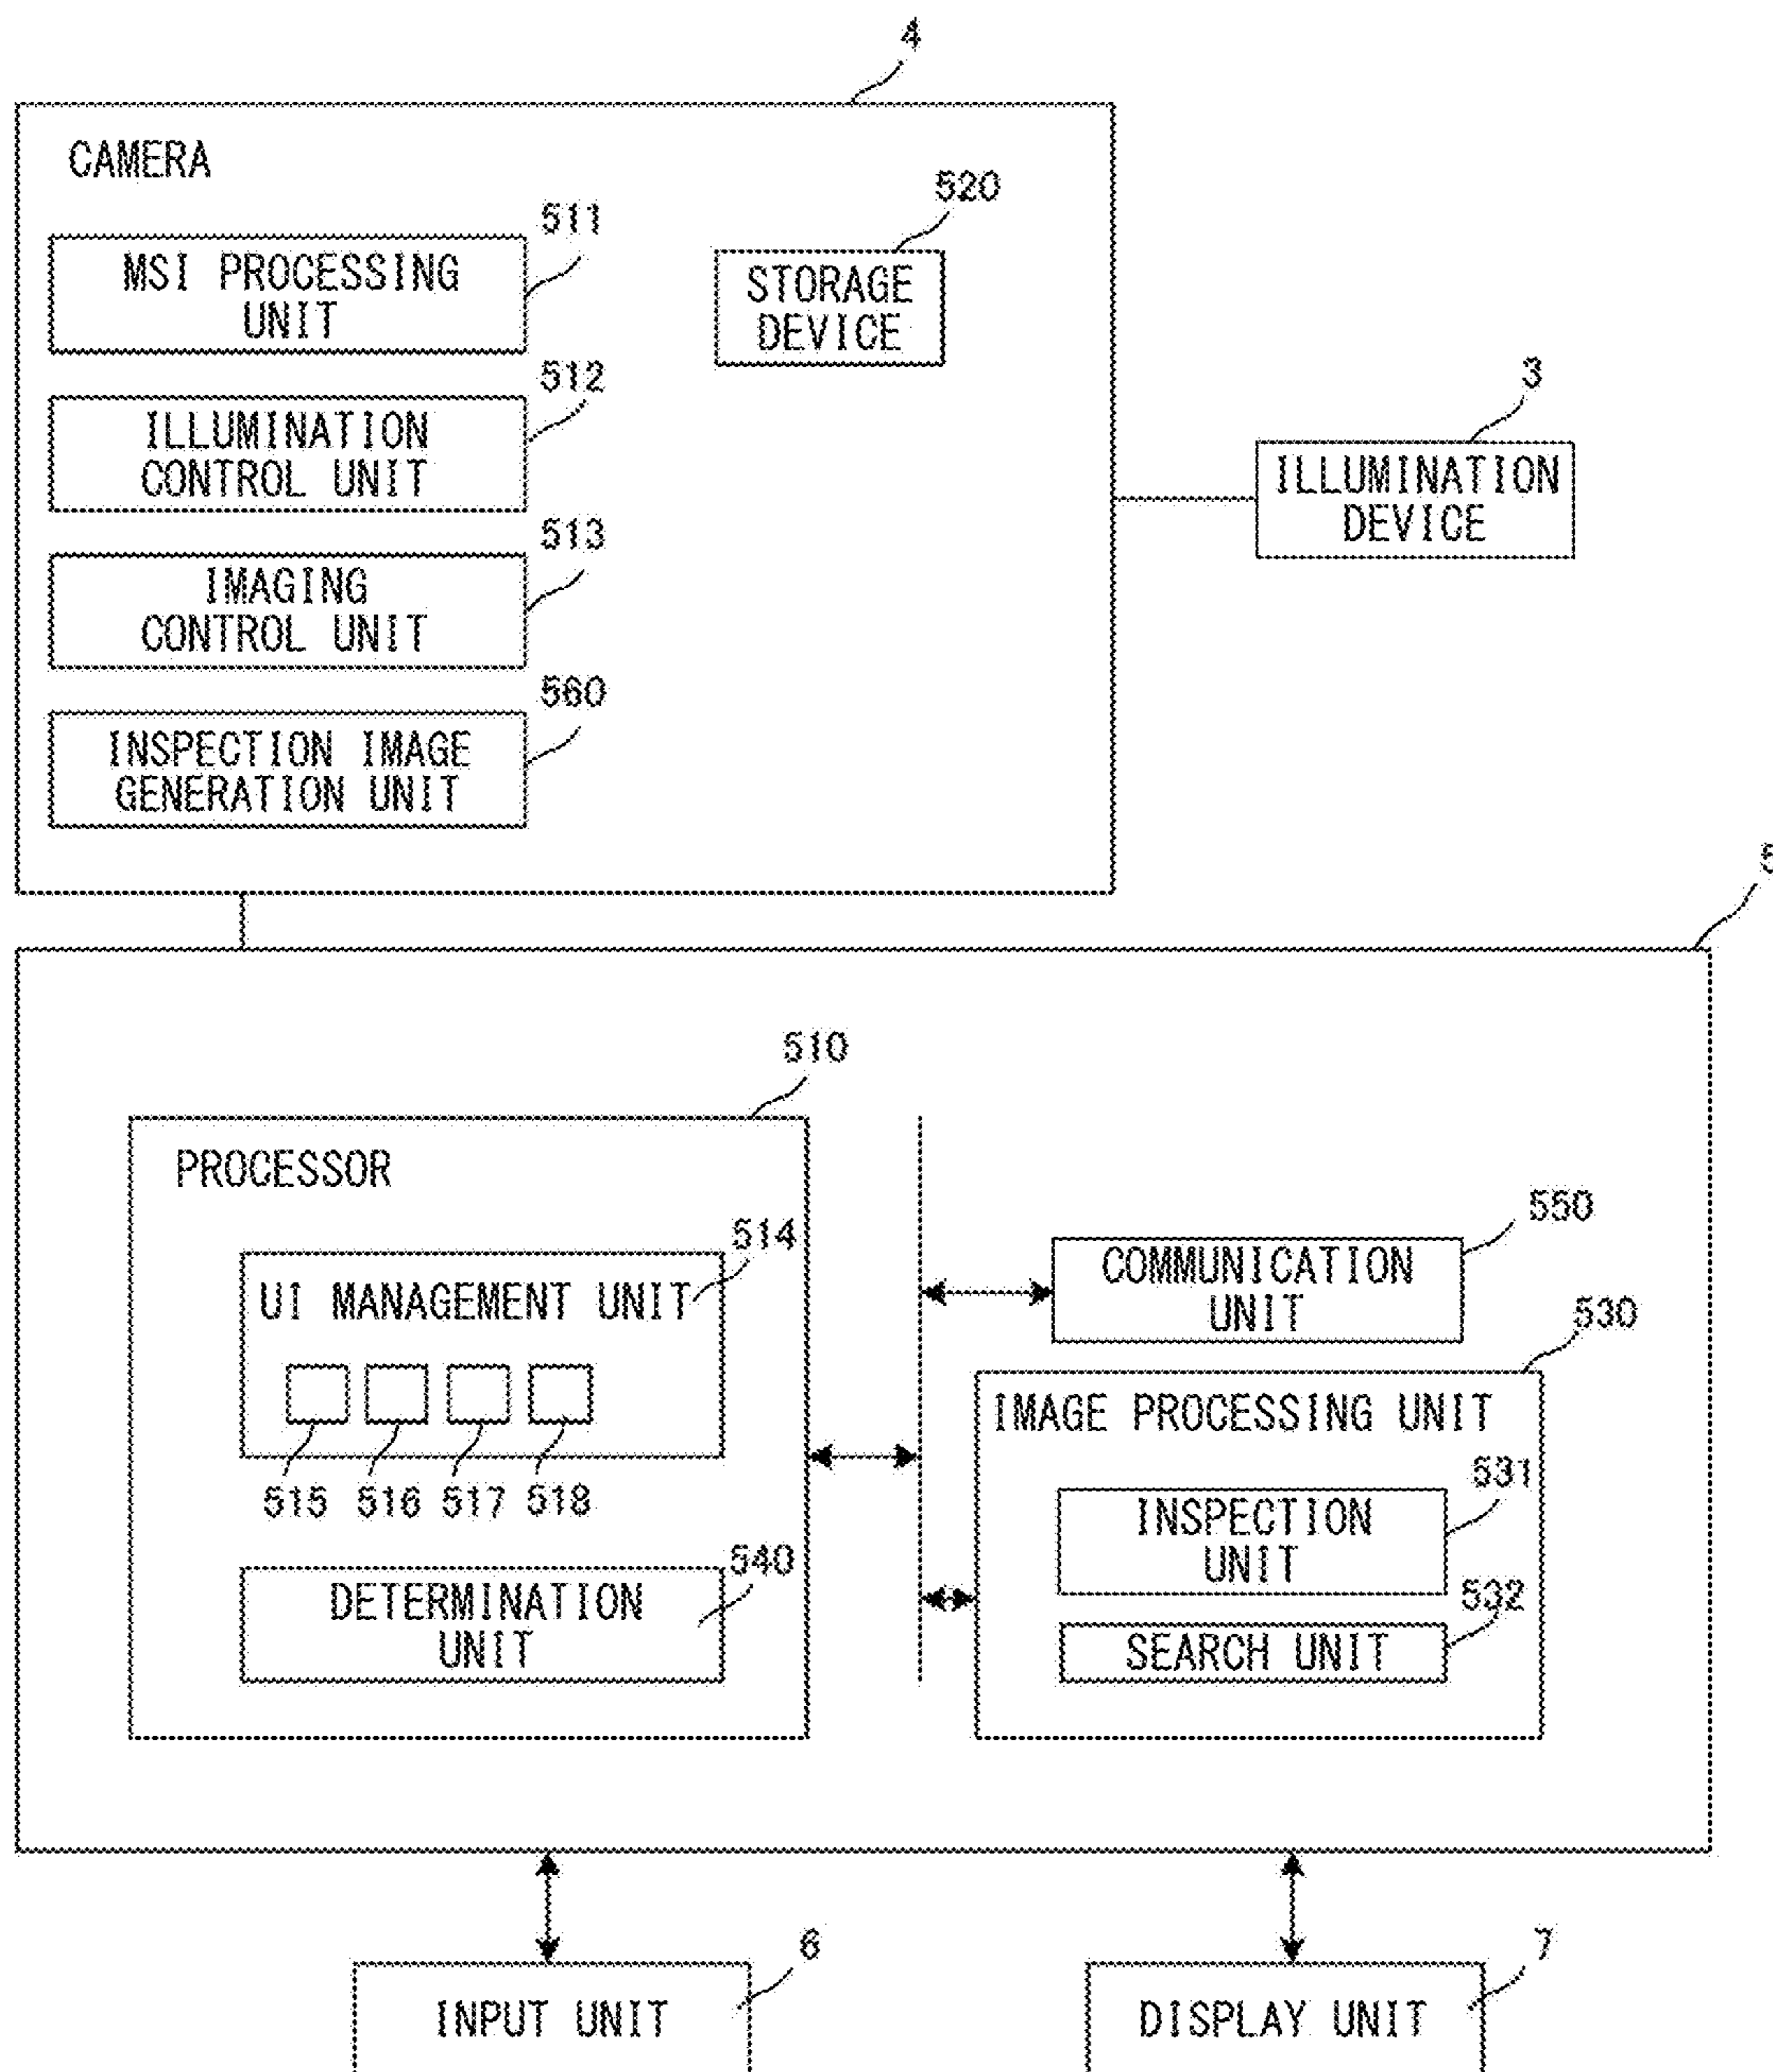 4
CAMERA
511
520
MSI PROCESSING
UNIT
STORAGE
DEVICE
512
3
ILLUMINATION
CONTROL UNIT
ILLUMINATION
DEVICE
513
IMAGING
CONTROL UNIT
560
INSPECTION IMAGE
GENERATION UNIT
5
510
PROCESSOR
514
UI MANAGEMENT UNIT
515 516 517 518
540
DETERMINATION
UNIT
550
COMMUNICATION
UNIT
530
IMAGE PROCESSING UNIT
531
INSPECTION
UNIT
532
SEARCH UNIT
6
INPUT UNIT
7
DISPLAY UNIT